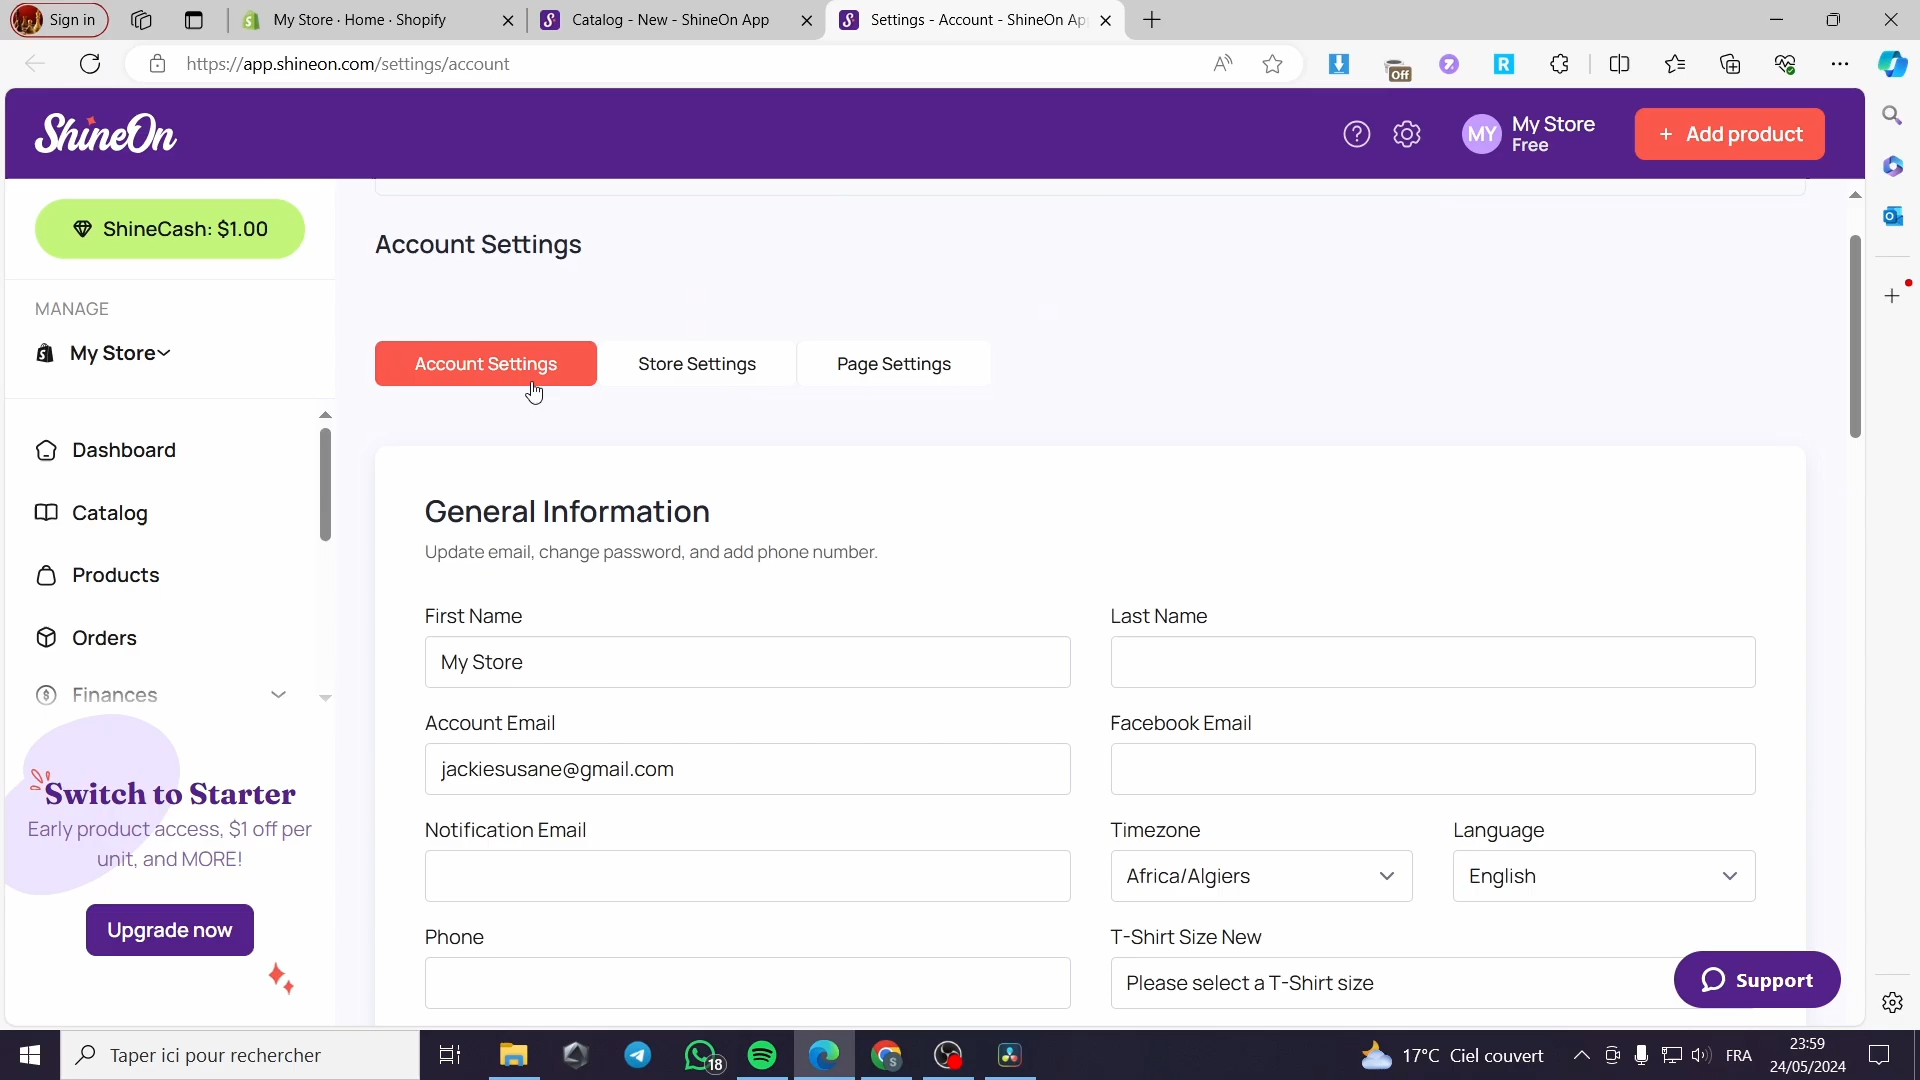 Sign in
My Store · Home · Shopify
Catalog - New - ShineOn App
Settings - Account - ShineOn Ap
https://app.shineon.com/settings/account
Off
ShineOn
MY
My Store
Free
+ Add product
ShineCash: $1.00
MANAGE
My Store
Dashboard
Catalog
Products
Orders
Finances
Switch to Starter
Early product access, $1 off per
unit, and MORE!
Upgrade now
Account Settings
Account Settings
Store Settings
Page Settings
General Information
Update email, change password, and add phone number.
First Name
Last Name
My Store
Account Email
Facebook Email
jackiesusane@gmail.com
Notification Email
Timezone
Language
Africa/Algiers
English
Phone
T-Shirt Size New
Please select a T-Shirt size
Support
Taper ici pour rechercher
18
17°C Ciel couvert
FRA
23:59
24/05/2024